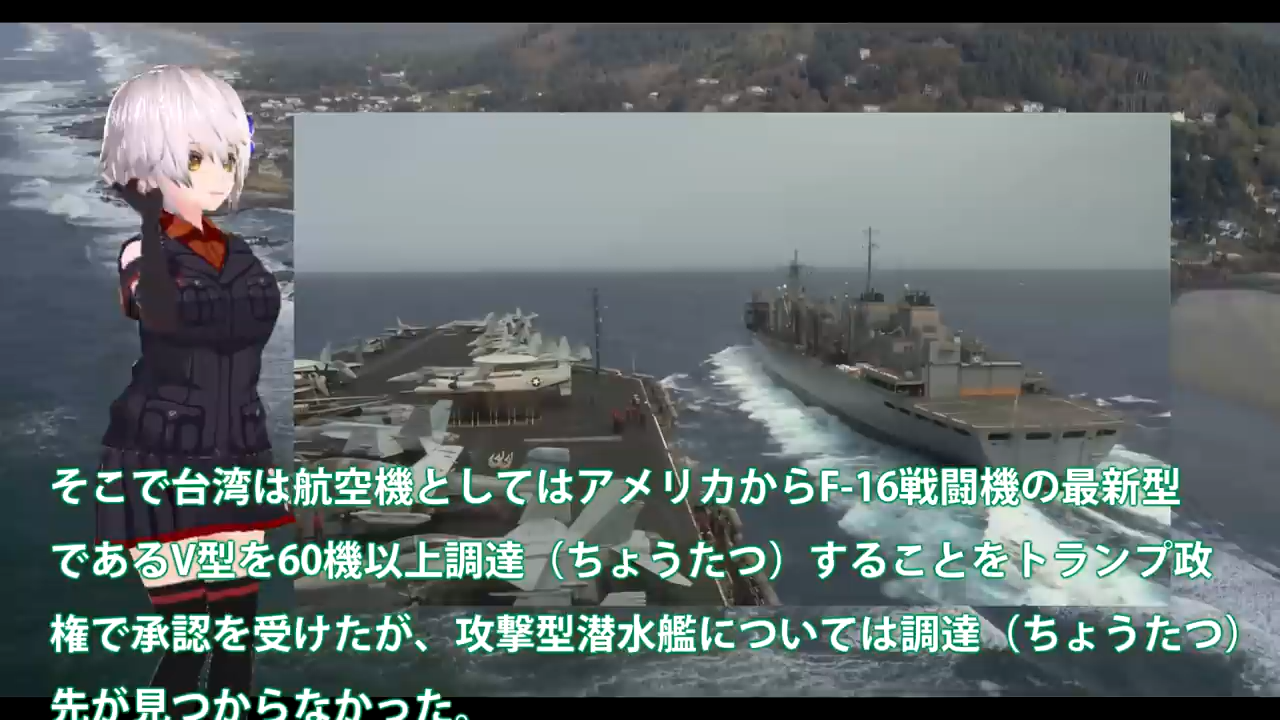 そこで台湾は航空機としてはアメリカからF-16戦闘機の最新型
であるV型を60機以上調達（ちょうたつ）することをトランプ政
権で承認を受けたが、攻撃型潜水艦については調達（ちょうたつ）
先が見つからなかった。